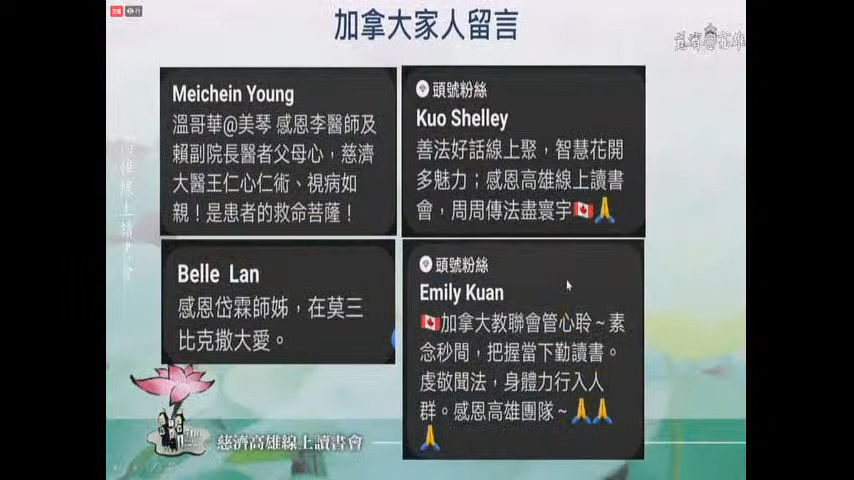 加拿大家人留言
慈濟@高雄
Meichein Young
溫哥華@美琴 感恩李醫師及
賴副院長醫者父母心，慈濟
大醫王仁心仁術、視病如
親！是患者的救命菩薩！
頭號粉絲
Kuo Shelley
善法好話線上聚，智慧花開
多魅力；感恩高雄線上讀書
會，周周傳法盡寰宇🇨🇦🙏
Belle Lan
感恩岱霖師姊，在莫三
比克撒大愛。
頭號粉絲
Emily Kuan
🇨🇦加拿大教聯會管心聆～素
念秒間，把握當下勤讀書。
虔敬聞法，身體力行入人
群。感恩高雄團隊～🙏🙏
🙏
慈濟高雄線上讀書會